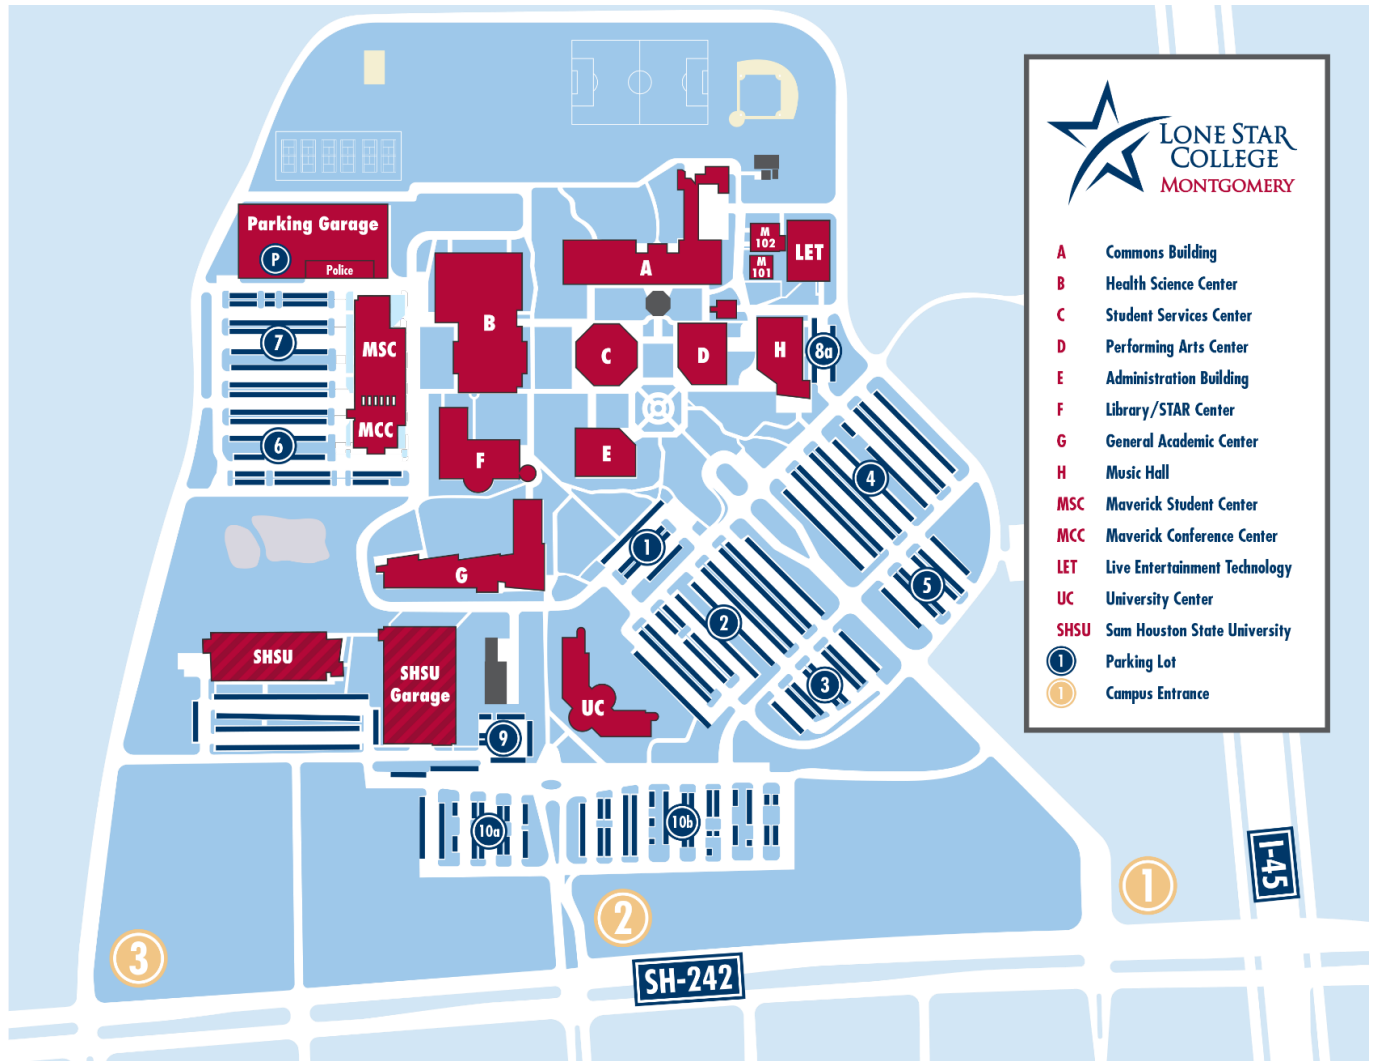 Parking Garage
P
Police
7
MSC
MCC
6
A
B
C
D
E
F
G
H
M
102
M
101
LET
8a
1
2
3
4
5
SHSU
SHSU
Garage
UC
9
10a
10b
1
2
3
SH-242
I-45
LONE STAR
COLLEGE
MONTGOMERY
A Commons Building
B Health Science Center
C Student Services Center
D Performing Arts Center
E Administration Building
F Library/STAR Center
G General Academic Center
H Music Hall
MSC Maverick Student Center
MCC Maverick Conference Center
LET Live Entertainment Technology
UC University Center
SHSU Sam Houston State University
1 Parking Lot
1 Campus Entrance